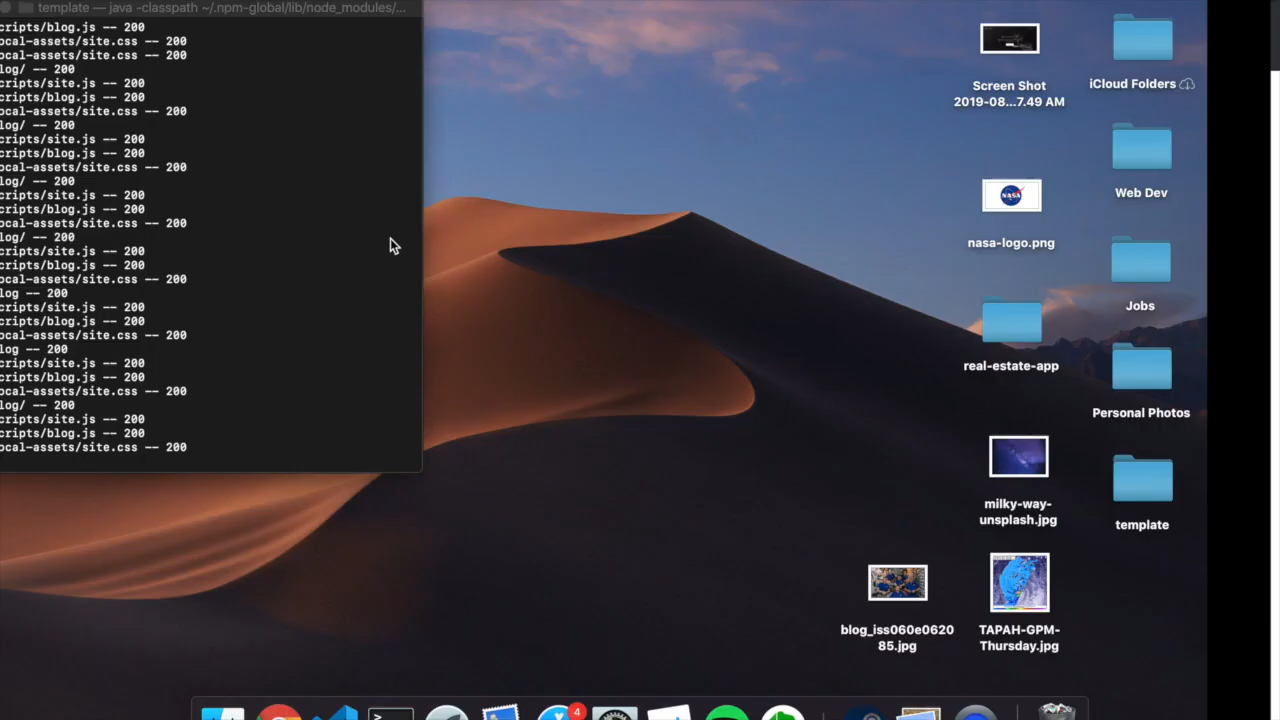 template — java -classpath ~/.npm-global/lib/node_modules/...
cripts/blog.js -- 200
ocal-assets/site.css -- 200
ocal-assets/site.css -- 200
log/ -- 200
cripts/site.js -- 200
cripts/blog.js -- 200
ocal-assets/site.css -- 200
log/ -- 200
cripts/site.js -- 200
cripts/blog.js -- 200
ocal-assets/site.css -- 200
log/ -- 200
cripts/site.js -- 200
cripts/blog.js -- 200
ocal-assets/site.css -- 200
log/ -- 200
cripts/site.js -- 200
cripts/blog.js -- 200
ocal-assets/site.css -- 200
log -- 200
cripts/site.js -- 200
cripts/blog.js -- 200
ocal-assets/site.css -- 200
log -- 200
cripts/site.js -- 200
cripts/blog.js -- 200
ocal-assets/site.css -- 200
log/ -- 200
cripts/site.js -- 200
cripts/blog.js -- 200
ocal-assets/site.css -- 200
Screen Shot
2019-08...7.49 AM
iCloud Folders
Web Dev
NASA
nasa-logo.png
Jobs
real-estate-app
Personal Photos
milky-way-
unsplash.jpg
template
blog_iss060e0620
85.jpg
TAPAH-GPM-
Thursday.jpg
4